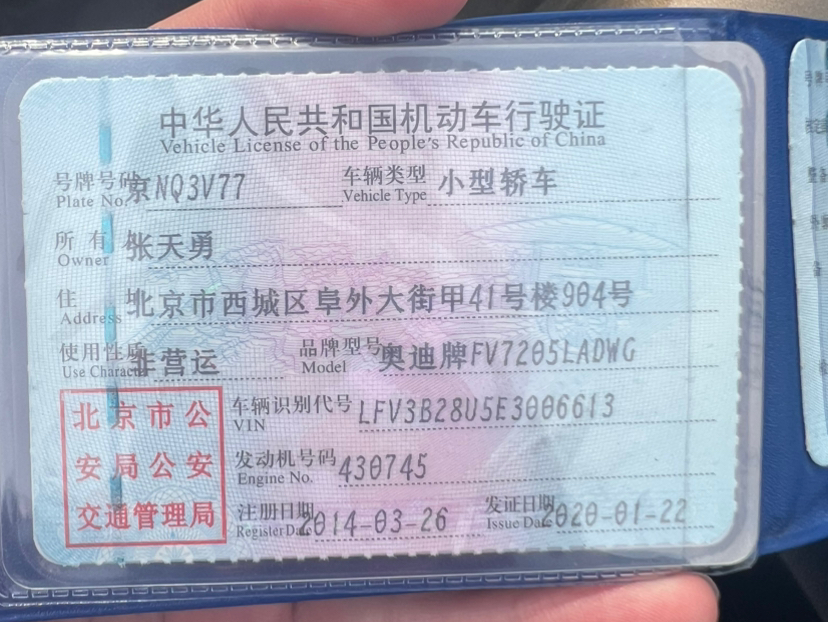 中华人民共和国机动车行驶证
Vehicle License of the People's Republic of China
号牌号码 京NQ3V77 车辆类型 小型轿车
Plate No. Vehicle Type
所有人 张天勇
Owner
住址 北京市西城区阜外大街甲41号楼904号
Address
使用性质 非营运 品牌型号 奥迪牌FV7205LADWG
Use Character Model
北京市公
安局公安
交通管理局
车辆识别代号 LFV3B28U5E3006613
VIN
发动机号码 430745
Engine No.
注册日期 2014-03-26 发证日期 2020-01-22
Register Date Issue Date